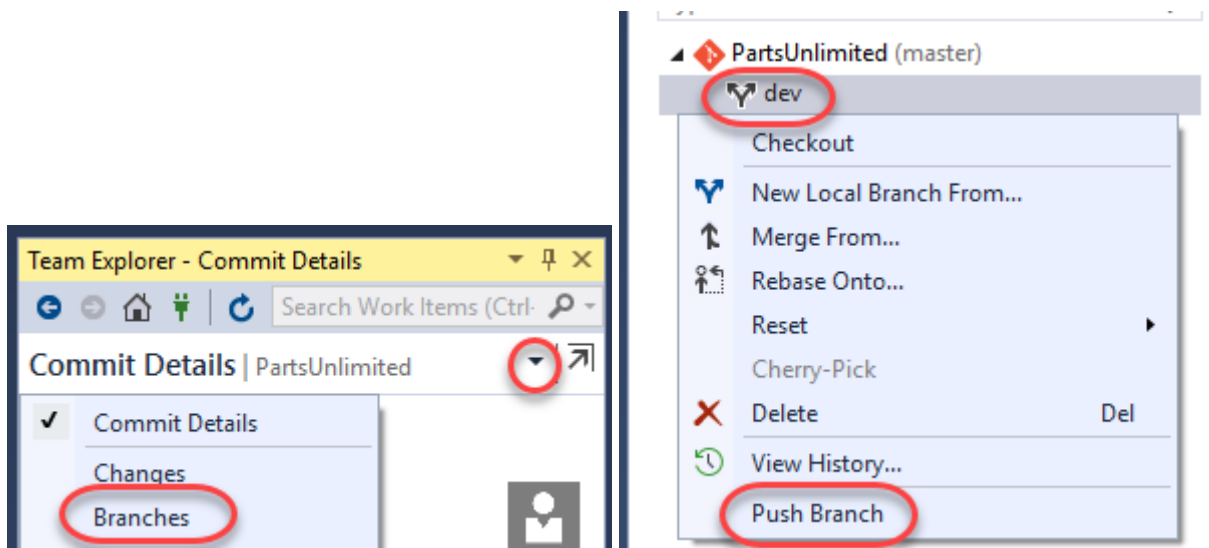 Team Explorer - Commit Details
Search Work Items (Ctrl-
Commit Details | PartsUnlimited
Commit Details
Changes
Branches
PartsUnlimited (master)
dev
Checkout
New Local Branch From...
Merge From...
Rebase Onto...
Reset
Cherry-Pick
Delete Del
View History...
Push Branch